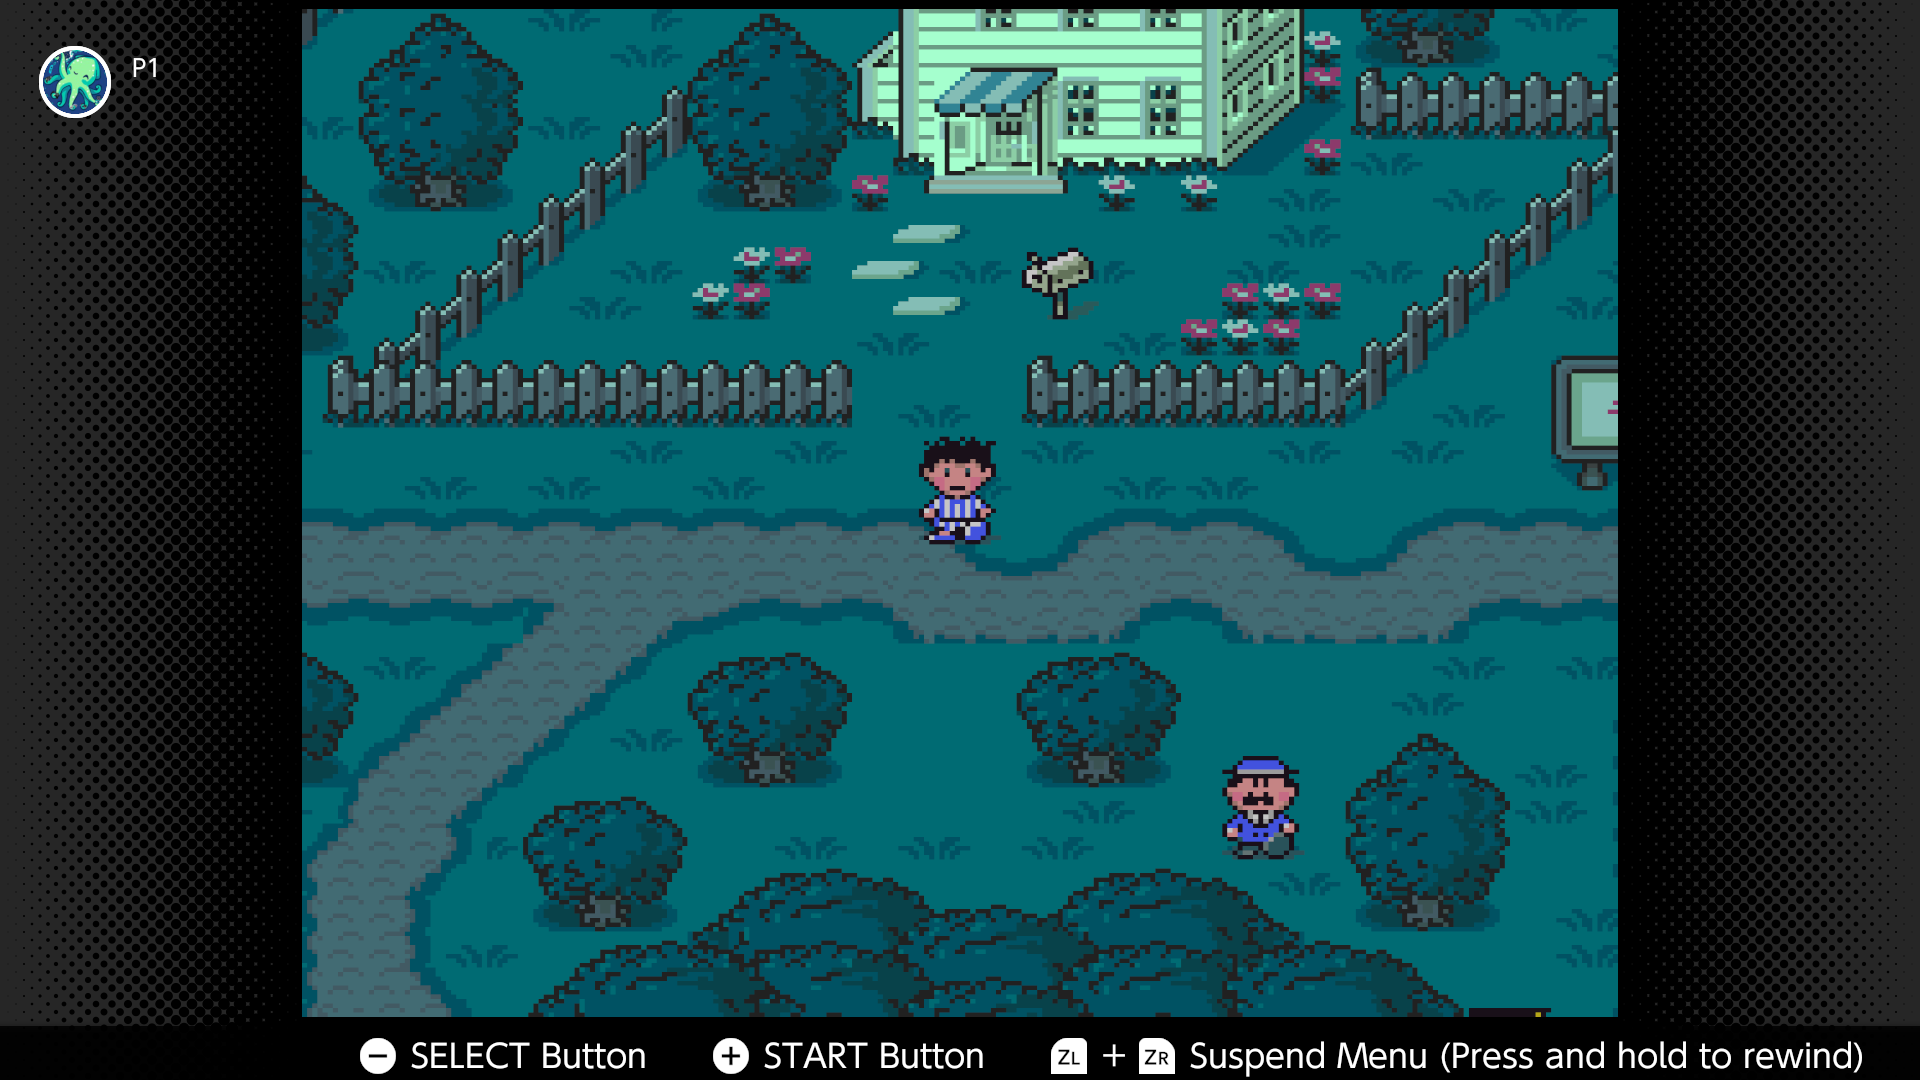 P1
SELECT Button
START Button
ZL + ZR Suspend Menu (Press and hold to rewind)